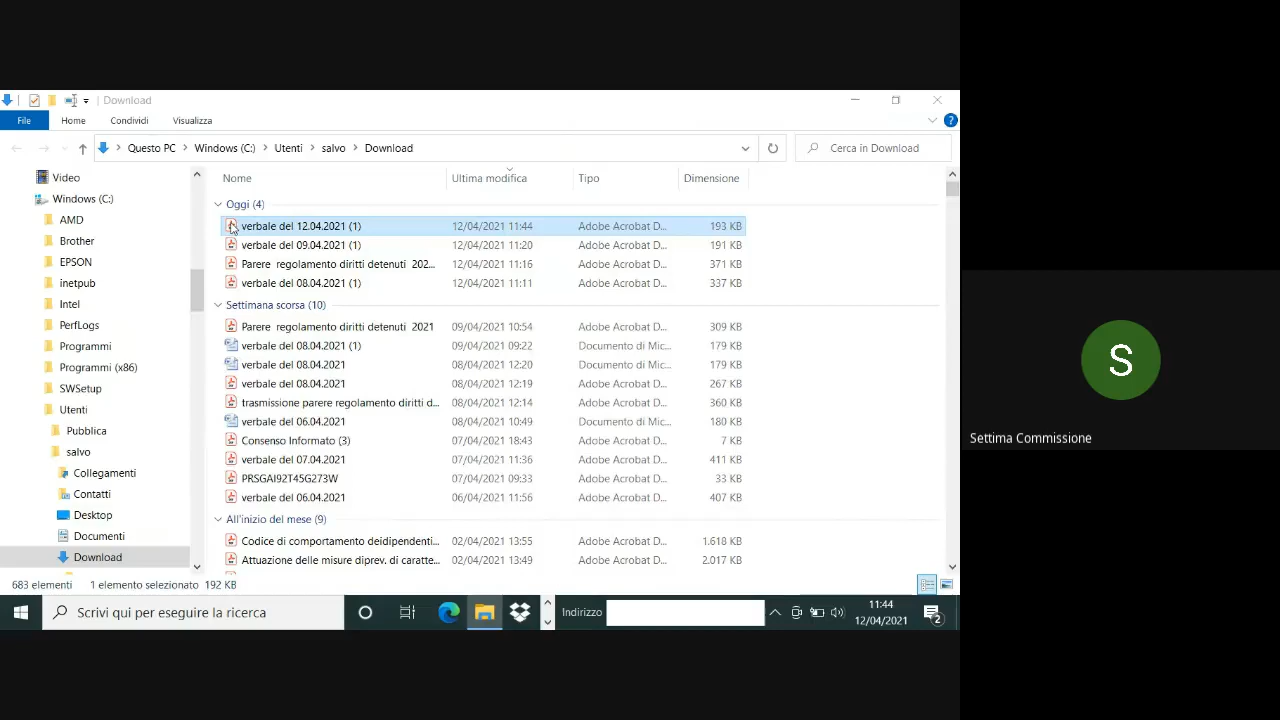 Download
File Home Condividi Visualizza
Questo PC > Windows (C:) > Utenti > salvo > Download
Cerca in Download
Video
Windows (C:)
AMD
Brother
EPSON
inetpub
Intel
PerfLogs
Programmi
Programmi (x86)
SWSetup
Utenti
Pubblica
salvo
Collegamenti
Contatti
Desktop
Documenti
Download
Nome Ultima modifica Tipo Dimensione
Oggi (4)
verbale del 12.04.2021 (1) 12/04/2021 11:44 Adobe Acrobat D... 193 KB
verbale del 09.04.2021 (1) 12/04/2021 11:20 Adobe Acrobat D... 191 KB
Parere regolamento diritti detenuti 202... 12/04/2021 11:16 Adobe Acrobat D... 371 KB
verbale del 08.04.2021 (1) 12/04/2021 11:11 Adobe Acrobat D... 337 KB
Settimana scorsa (10)
Parere regolamento diritti detenuti 2021 09/04/2021 10:54 Adobe Acrobat D... 309 KB
verbale del 08.04.2021 (1) 09/04/2021 09:22 Documento di Mic... 179 KB
verbale del 08.04.2021 08/04/2021 12:20 Documento di Mic... 179 KB
verbale del 08.04.2021 08/04/2021 12:19 Adobe Acrobat D... 267 KB
trasmissione parere regolamento diritti d... 08/04/2021 12:14 Adobe Acrobat D... 360 KB
verbale del 06.04.2021 08/04/2021 10:49 Documento di Mic... 180 KB
Consenso Informato (3) 07/04/2021 18:43 Adobe Acrobat D... 7 KB
verbale del 07.04.2021 07/04/2021 11:36 Adobe Acrobat D... 411 KB
PRSGAI92T45G273W 07/04/2021 09:33 Adobe Acrobat D... 33 KB
verbale del 06.04.2021 06/04/2021 11:56 Adobe Acrobat D... 407 KB
All'inizio del mese (9)
Codice di comportamento deidipendenti... 02/04/2021 13:55 Adobe Acrobat D... 1.618 KB
Attuazione delle misure diprev. di caratte... 02/04/2021 13:49 Adobe Acrobat D... 2.017 KB
683 elementi 1 elemento selezionato 192 KB
Scrivi qui per eseguire la ricerca
Indirizzo
11:44
12/04/2021
2
S
Settima Commissione